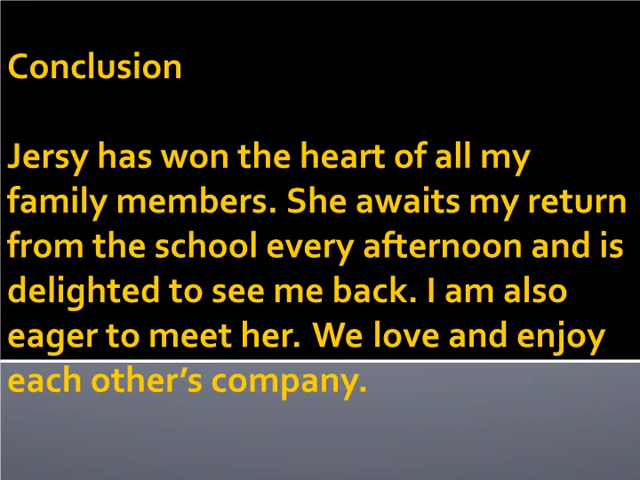 Conclusion
Jersy has won the heart of all my
family members. She awaits my return
from the school every afternoon and is
delighted to see me back. I am also
eager to meet her. We love and enjoy
each other’s company.